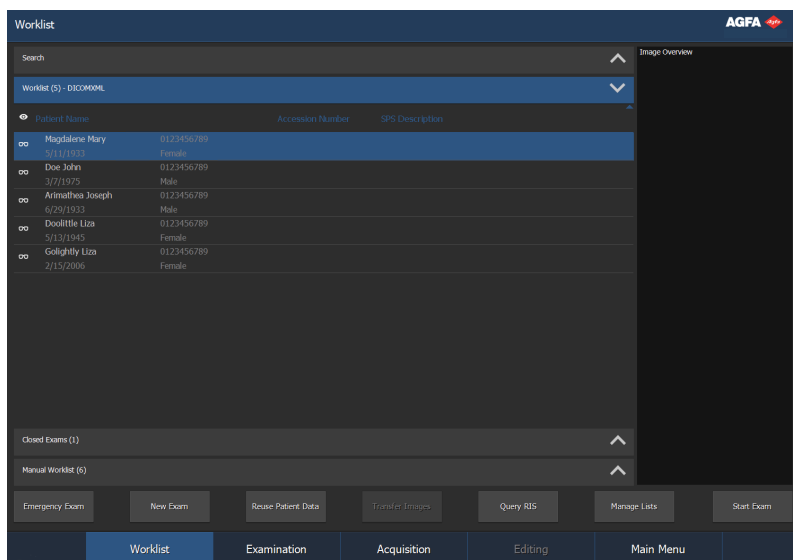 Worklist
AGFA Agfa
Search
Image Overview
Worklist (5) - DICOMXML
Patient Name Accession Number SPS Description
Magdalene Mary 0123456789
5/11/1933 Female
Doe John 0123456789
3/7/1975 Male
Arimathea Joseph 0123456789
6/29/1933 Male
Doolittle Liza 0123456789
5/13/1945 Female
Golightly Liza 0123456789
2/15/2006 Female
Closed Exams (1)
Manual Worklist (6)
Emergency Exam New Exam Reuse Patient Data Transfer Images Query RIS Manage Lists Start Exam
Worklist Examination Acquisition Editing Main Menu